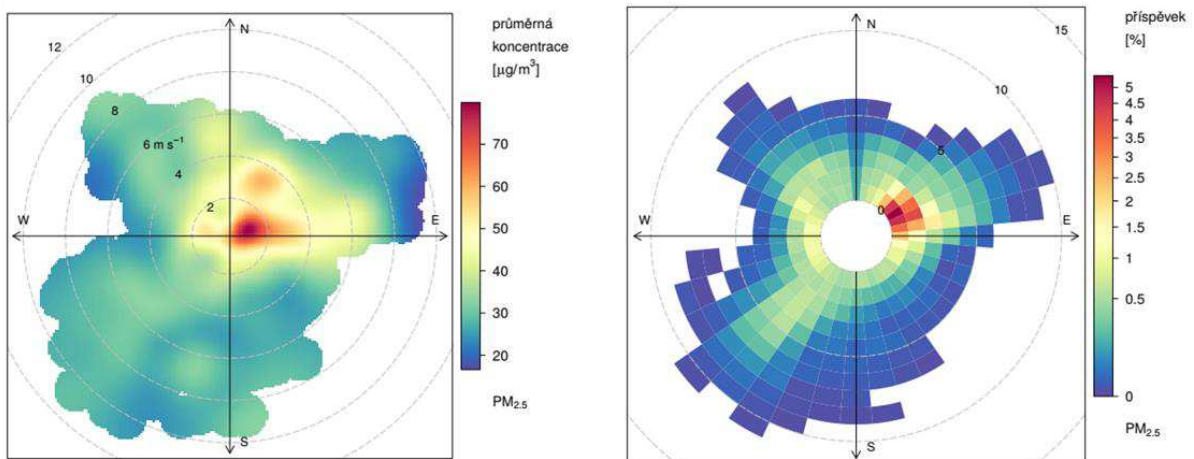 12
10
8
6 m s⁻¹
4
2
N
W
E
S
průměrná
koncentrace
[µg/m³]
70
60
50
40
30
20
PM₂.₅
15
10
5
0
N
W
E
S
příspěvek
[%]
5
4.5
4
3.5
3
2.5
2
1.5
1
0.5
0
PM₂.₅